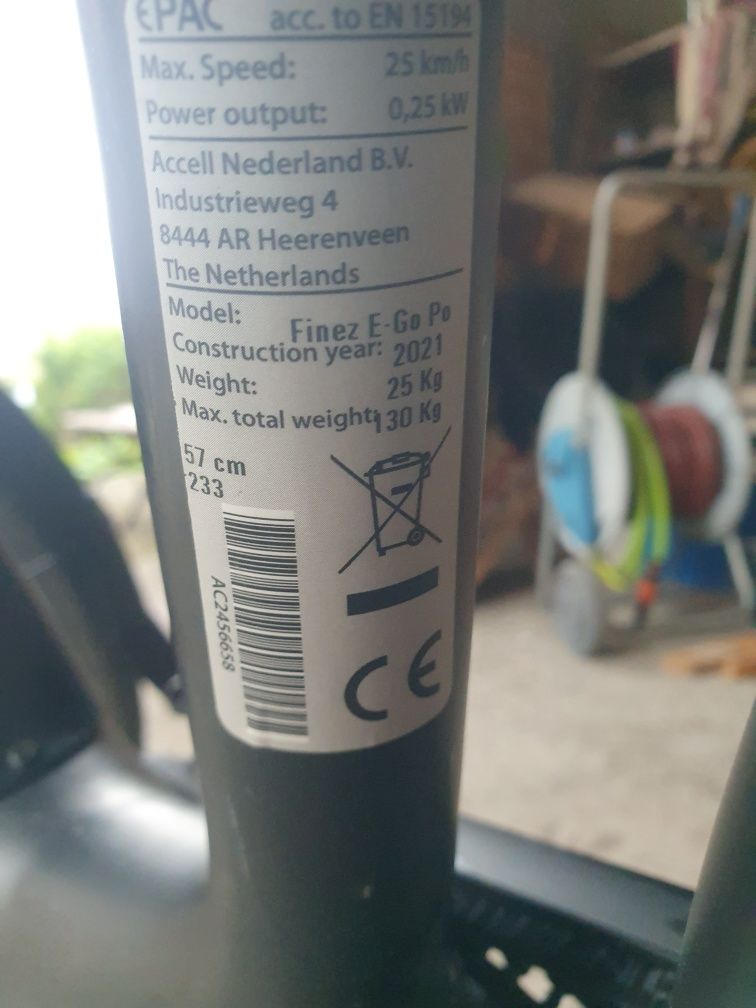 EPAC acc. to EN 15194
Max. Speed: 25 km/h
Power output: 0,25 kW
Accell Nederland B.V.
Industrieweg 4
8444 AR Heerenveen
The Netherlands
Model: Finez E-Go Po
Construction year: 2021
Weight: 25 Kg
Max. total weight: 130 Kg
57 cm
233
AC2456658
CE